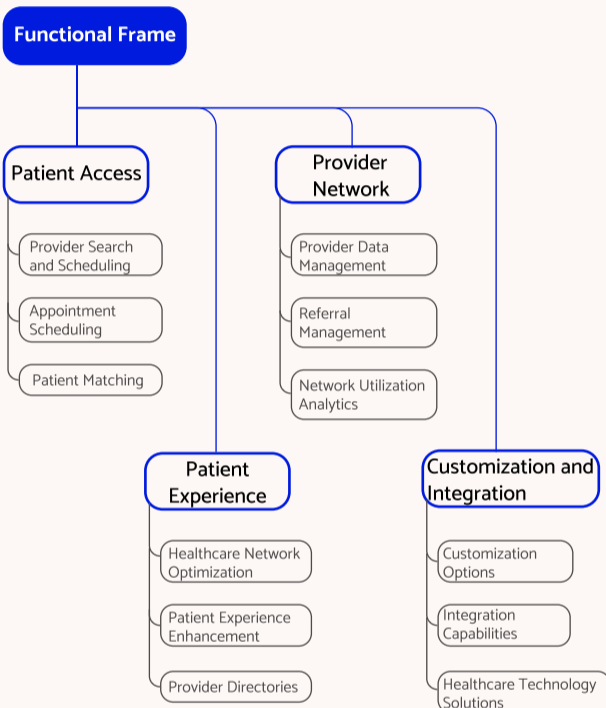 Functional Frame
Patient Access
Provider Search
and Scheduling
Appointment
Scheduling
Patient Matching
Provider
Network
Provider Data
Management
Referral
Management
Network Utilization
Analytics
Patient
Experience
Healthcare Network
Optimization
Patient Experience
Enhancement
Provider Directories
Customization and
Integration
Customization
Options
Integration
Capabilities
Healthcare Technology
Solutions